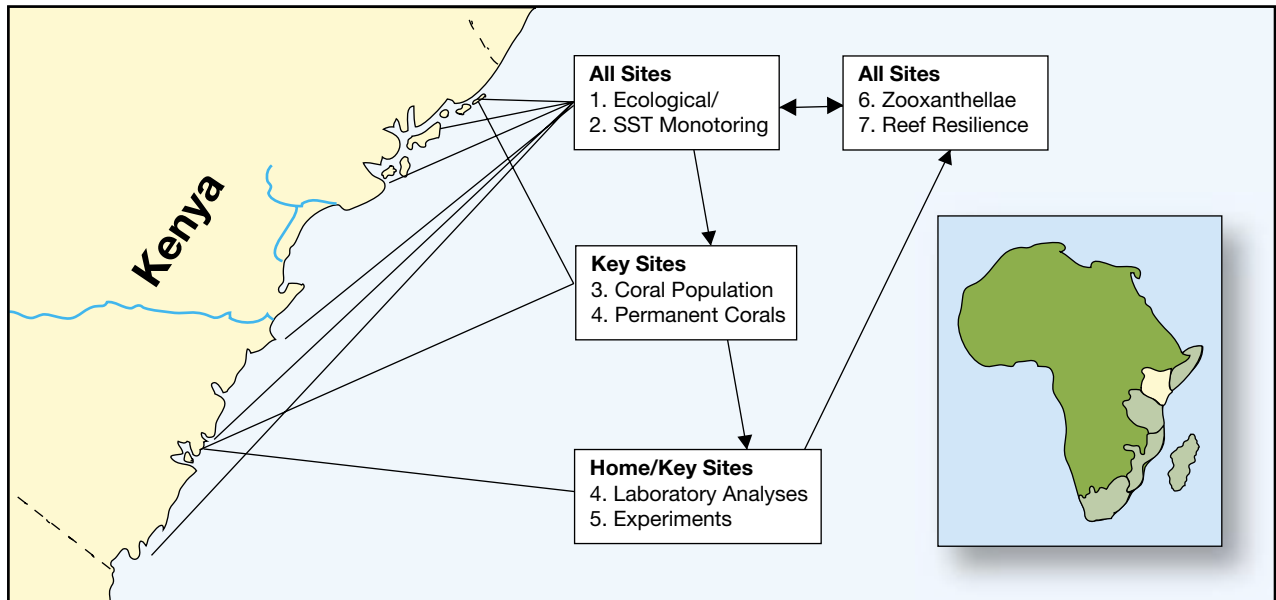 Kenya
All Sites
1. Ecological/
2. SST Monotoring
All Sites
6. Zooxanthellae
7. Reef Resilience
Key Sites
3. Coral Population
4. Permanent Corals
Home/Key Sites
4. Laboratory Analyses
5. Experiments